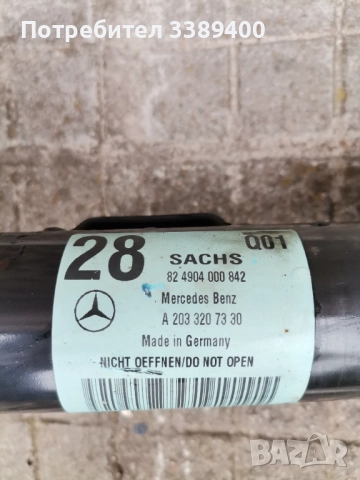 Потребител 3389400
28
Q01
SACHS
82 4904 000 842
Mercedes Benz
A 203 320 73 30
Made in Germany
NICHT OEFFNEN/DO NOT OPEN
BAZAR